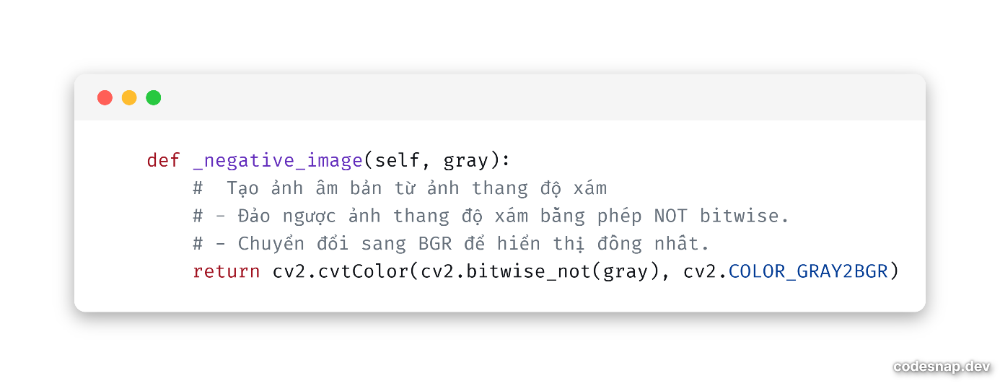 def _negative_image(self, gray):
#  Tạo ảnh âm bản từ ảnh thang độ xám
# - Đảo ngược ảnh thang độ xám bằng phép NOT bitwise.
# - Chuyển đổi sang BGR để hiển thị đồng nhất.
return cv2.cvtColor(cv2.bitwise_not(gray), cv2.COLOR_GRAY2BGR)
codesnap.dev